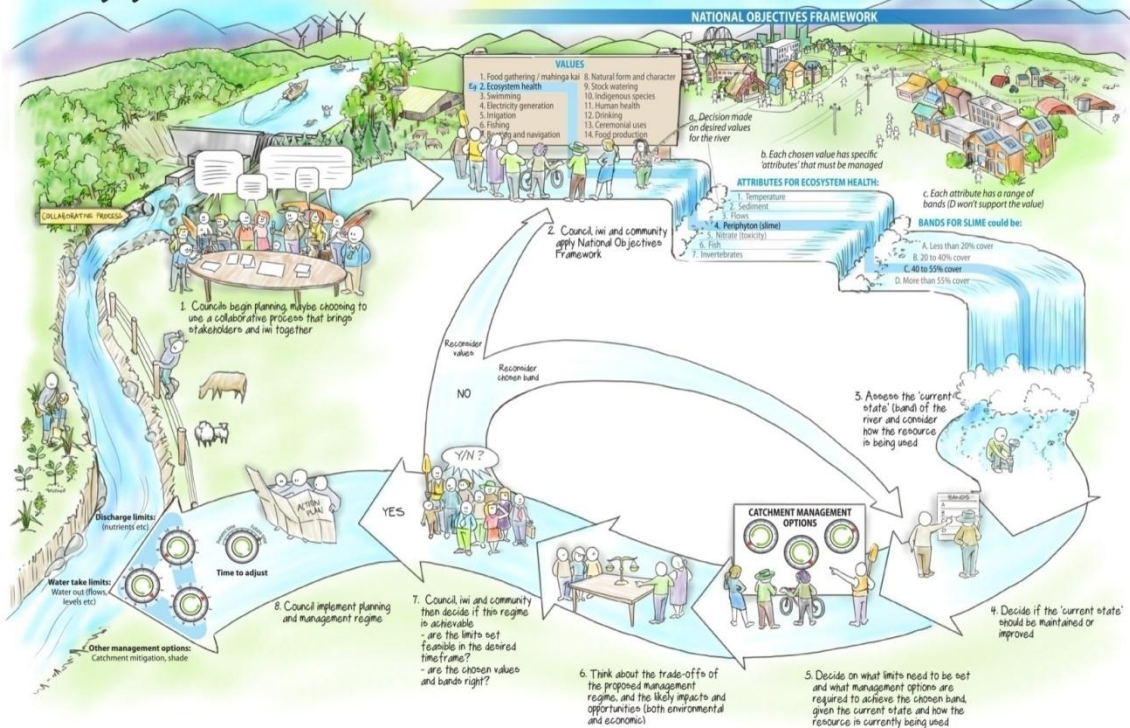 NATIONAL OBJECTIVES FRAMEWORK
VALUES
1. Food gathering / mahinga kai
Eg 2. Ecosystem health
3. Swimming
4. Electricity generation
5. Irrigation
6. Fishing
and navigation
8. Natural form and character
9. Stock watering
10. Indigenous species
11. Human health
12. Drinking
13. Ceremonial uses
14. Food production
a. Decision made
on desired values
for the river
b. Each chosen value has specific
'attributes' that must be managed
ATTRIBUTES FOR ECOSYSTEM HEALTH:
1. Temperature
2. Sediment
3. Flows
4. Periphyton (slime)
5. Nitrate (toxicity)
6. Fish
7. Invertebrates
c. Each attribute has a range of
bands (D won't support the value)
BANDS FOR SLIME could be:
A. Less than 20% cover
B. 20 to 40% cover
C. 40 to 55% cover
D. More than 55% cover
COLLABORATIVE PROCESS
1. Councils begin planning, maybe choosing to
use a collaborative process that brings
stakeholders and iwi together
2. Council, iwi and community
apply National Objectives
Framework
Reconsider
values
Reconsider
chosen band
NO
3. Assess the 'current
state' (band) of the
river and consider
how the resource
is being used
BANDS
A
4. Decide if the 'current state'
should be maintained or
improved
CATCHMENT MANAGEMENT
OPTIONS
5. Decide on what limits need to be set
and what management options are
required to achieve the chosen band,
given the current state and how the
resource is currently being used
6. Think about the trade-offs of
the proposed management
regime, and the likely impacts and
opportunities (both environmental
and economic)
Y/N ?
YES
7. Council, iwi and community
then decide if this regime
is achievable
- are the limits set
feasible in the desired
timeframe?
- are the chosen values
and bands right?
ACTION
PLAN
8. Council implement planning
and management regime
Time to adjust
Discharge limits:
(nutrients etc)
Water take limits:
Water out (flows,
levels etc)
Other management options:
Catchment mitigation, shade